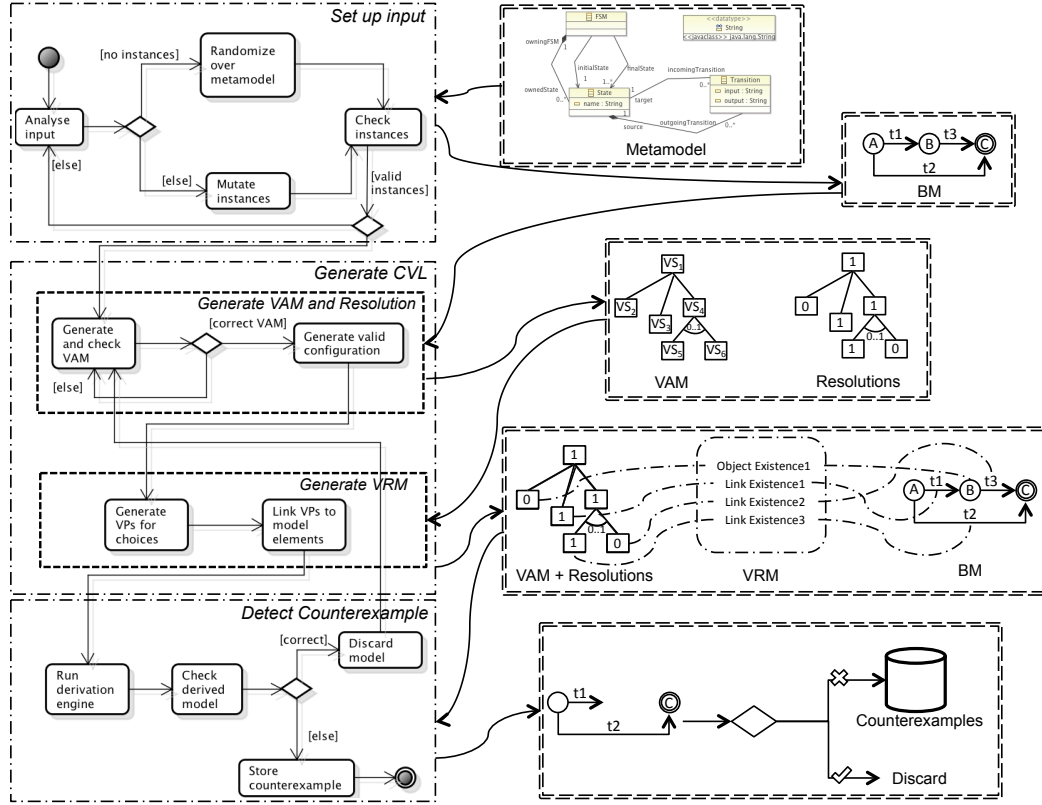 Set up input
[no instances]
Randomize
over
metamodel
Analyse
input
Check
instances
[else]
[else]
Mutate
instances
[valid
instances]
FSM
<<datatype>>
String
<<javaclass>> java.lang.String
owningFSM
1
initialState
finalState
1
1..*
incomingTransition
0..*
ownedState
0..*
State
name : String
1
target
Transition
input : String
output : String
1
source
outgoingTransition
0..*
Metamodel
A
t1
B
t3
C
t2
BM
Generate CVL
Generate VAM and Resolution
Generate
and check
VAM
[correct VAM]
Generate valid
configuration
[else]
VS1
VS2
VS3
VS4
0..1
VS5
VS6
VAM
1
0
1
1
0..1
1
0
Resolutions
Generate VRM
Generate
VPs for
choices
Link VPs to
model
elements
1
0
1
1
0..1
1
0
VAM + Resolutions
Object Existence1
Link Existence1
Link Existence2
Link Existence3
VRM
A
t1
B
t3
C
t2
BM
Detect Counterexample
Run
derivation
engine
Check
derived
model
[correct]
Discard
model
[else]
Store
counterexample
t1
t2
C
Counterexamples
Discard